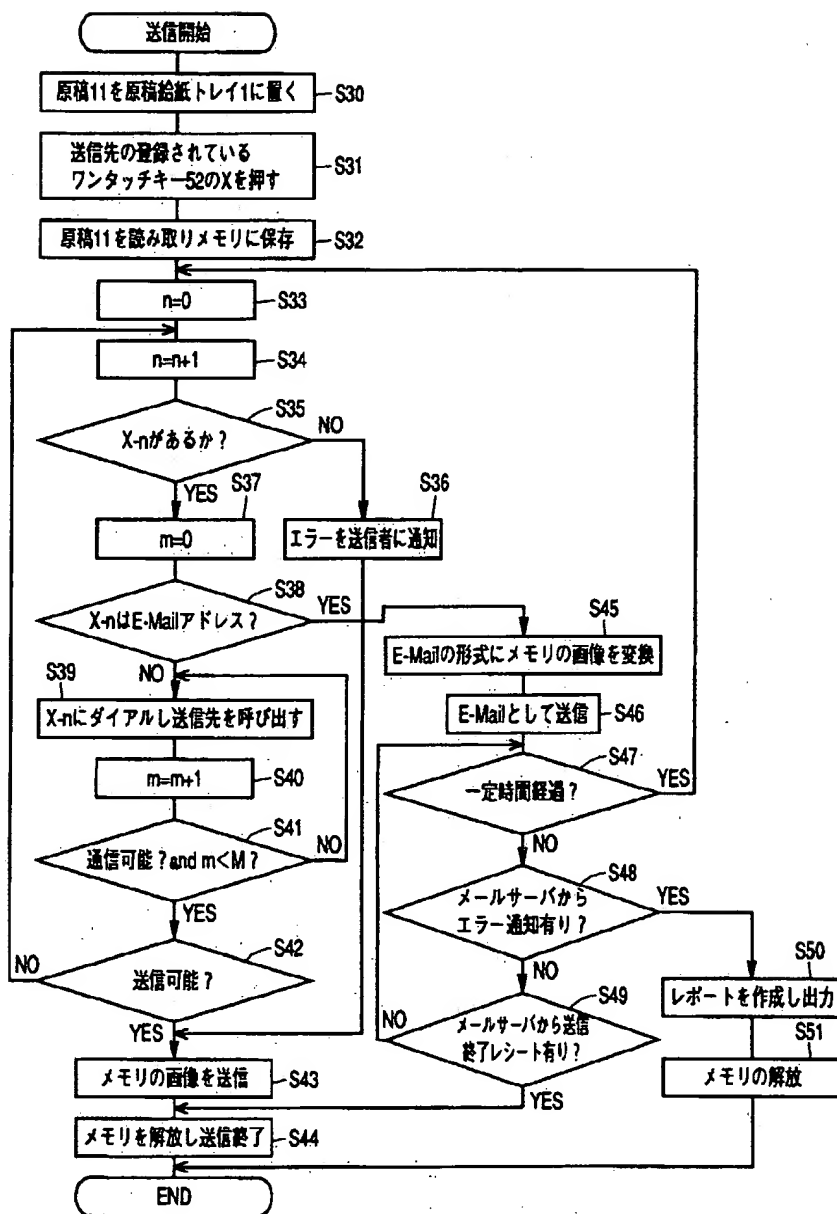 送信開始
原稿11を原稿給紙トレイ1に置く
S30
送信先の登録されている
ワンタッチキー52のXを押す
S31
原稿11を読み取りメモリに保存
S32
n=0
S33
n=n+1
S34
X-nがあるか？
S35
NO
YES
S37
m=0
S36
エラーを送信者に通知
X-nはE-Mailアドレス？
S38
YES
NO
S45
E-Mailの形式にメモリの画像を変換
S39
X-nにダイアルし送信先を呼び出す
E-Mailとして送信
S46
m=m+1
S40
一定時間経過？
S47
YES
NO
通信可能？and m<M？
S41
NO
YES
メールサーバから
エラー通知有り？
S48
YES
NO
送信可能？
S42
NO
YES
S50
レポートを作成し出力
メールサーバから送信
終了レシート有り？
S49
NO
YES
S51
メモリの解放
メモリの画像を送信
S43
メモリを解放し送信終了
S44
END